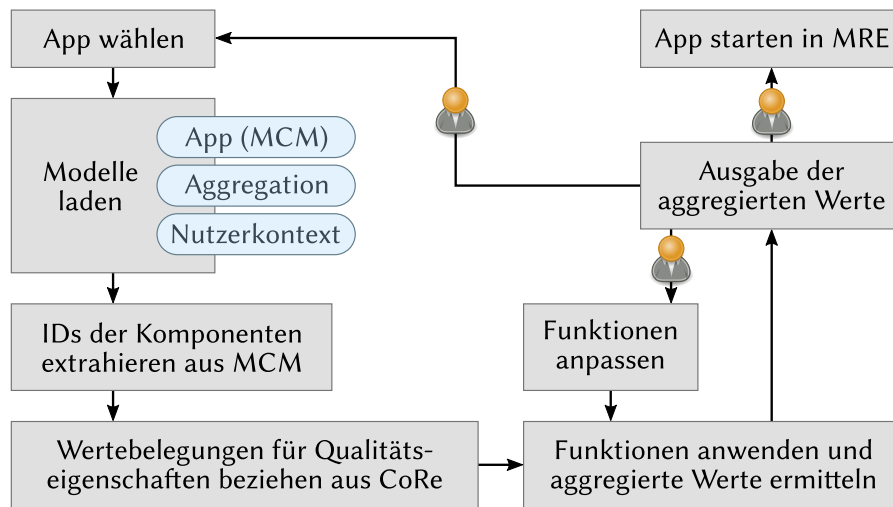 App wählen
App starten in MRE
Modelle
laden
App (MCM)
Aggregation
Nutzerkontext
Ausgabe der
aggregierten Werte
IDs der Komponenten
extrahieren aus MCM
Funktionen
anpassen
Wertebelegungen für Qualitäts-
eigenschaften beziehen aus CoRe
Funktionen anwenden und
aggregierte Werte ermitteln